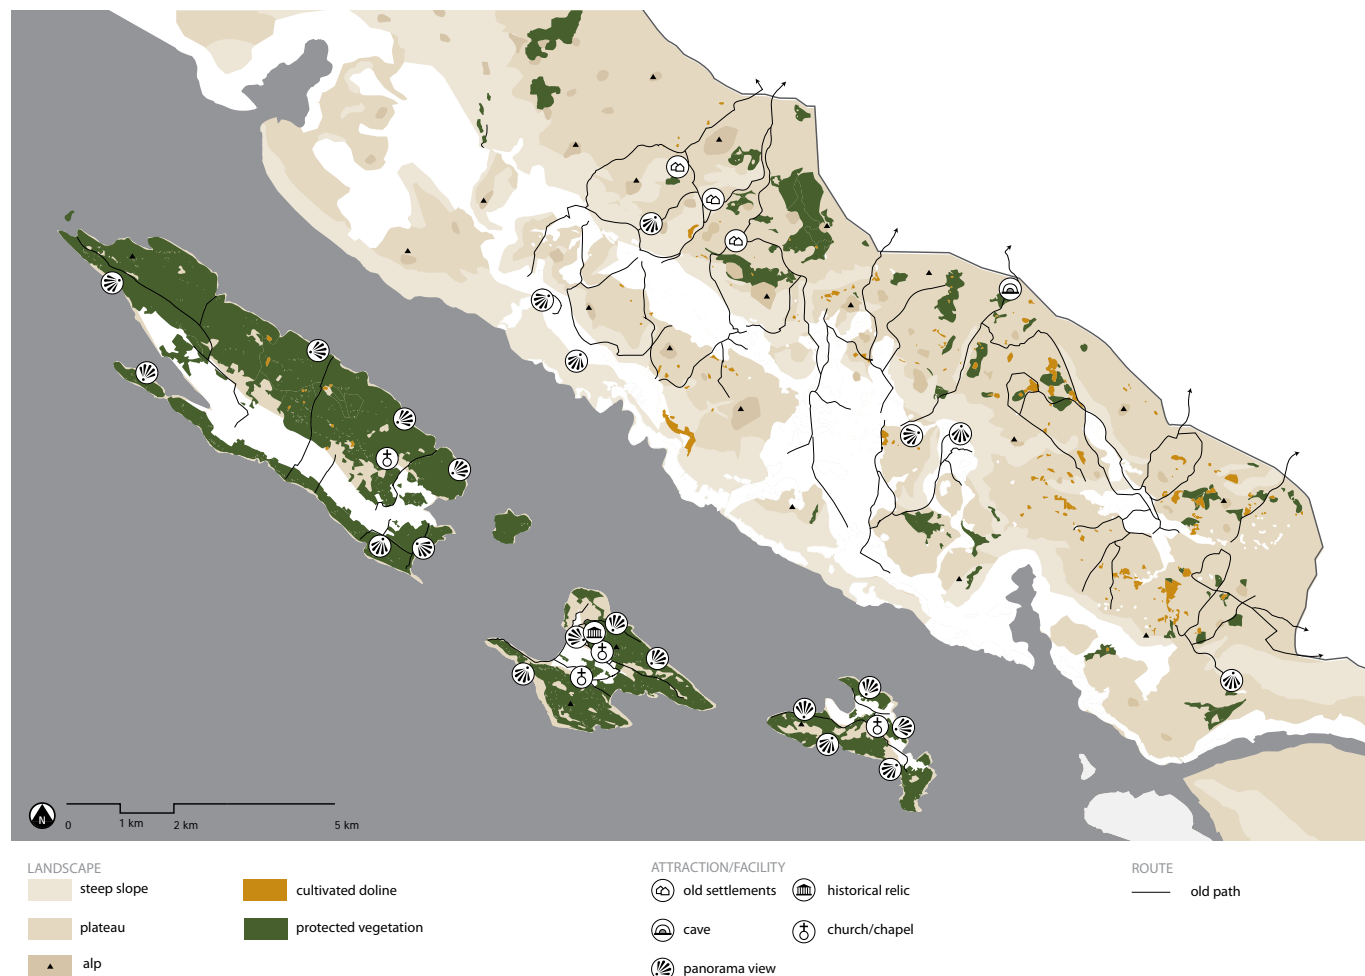 N
0
1 km
2 km
5 km
LANDSCAPE
steep slope
plateau
alp
cultivated doline
protected vegetation
ATTRACTION/FACILITY
old settlements
cave
panorama view
historical relic
church/chapel
ROUTE
old path